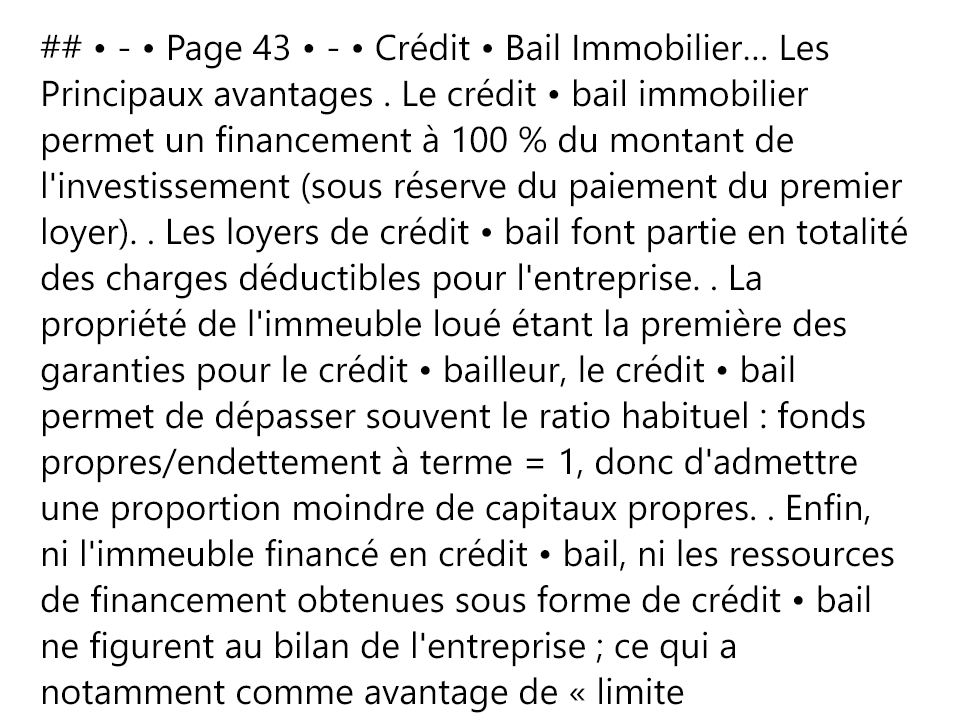 ## • - • Page 43 • - • Crédit • Bail Immobilier... Les
Principaux avantages . Le crédit • bail immobilier
permet un financement à 100 % du montant de
l'investissement (sous réserve du paiement du premier
loyer). . Les loyers de crédit • bail font partie en totalité
des charges déductibles pour l'entreprise. . La
propriété de l'immeuble loué étant la première des
garanties pour le crédit • bailleur, le crédit • bail
permet de dépasser souvent le ratio habituel : fonds
propres/endettement à terme = 1, donc d'admettre
une proportion moindre de capitaux propres. . Enfin,
ni l'immeuble financé en crédit • bail, ni les ressources
de financement obtenues sous forme de crédit • bail
ne figurent au bilan de l'entreprise ; ce qui a
notamment comme avantage de « limite